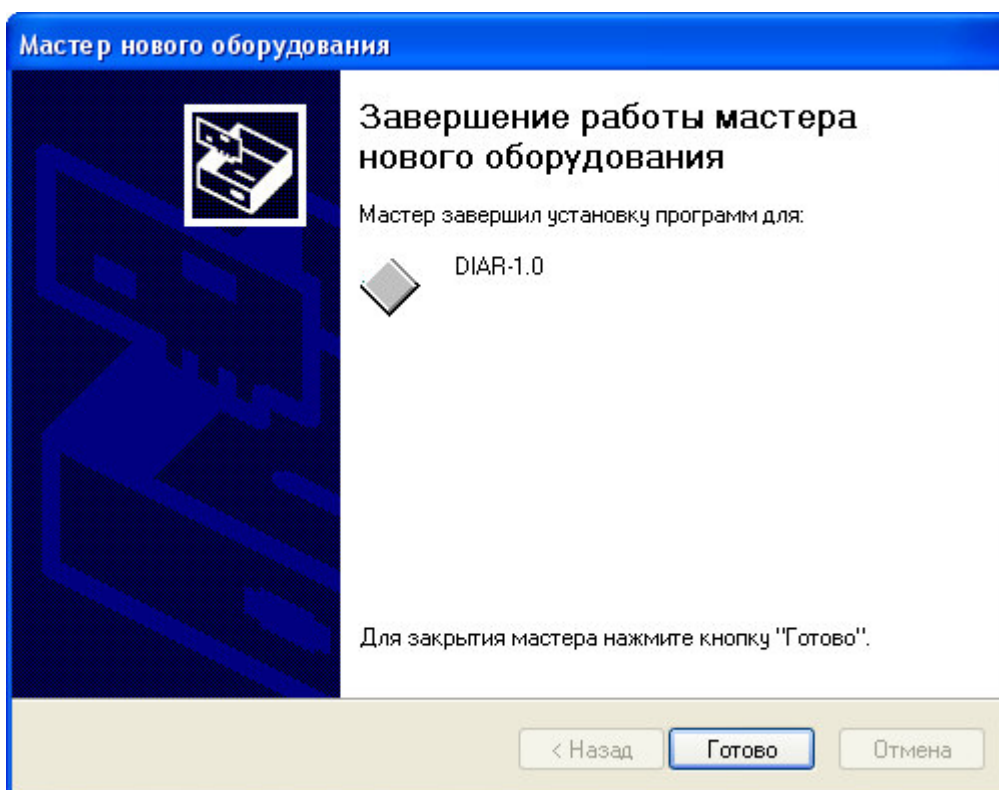 Мастер нового оборудования
Завершение работы мастера
нового оборудования
Мастер завершил установку программ для:
DIAR-1.0
Для закрытия мастера нажмите кнопку "Готово".
< Назад
Готово
Отмена